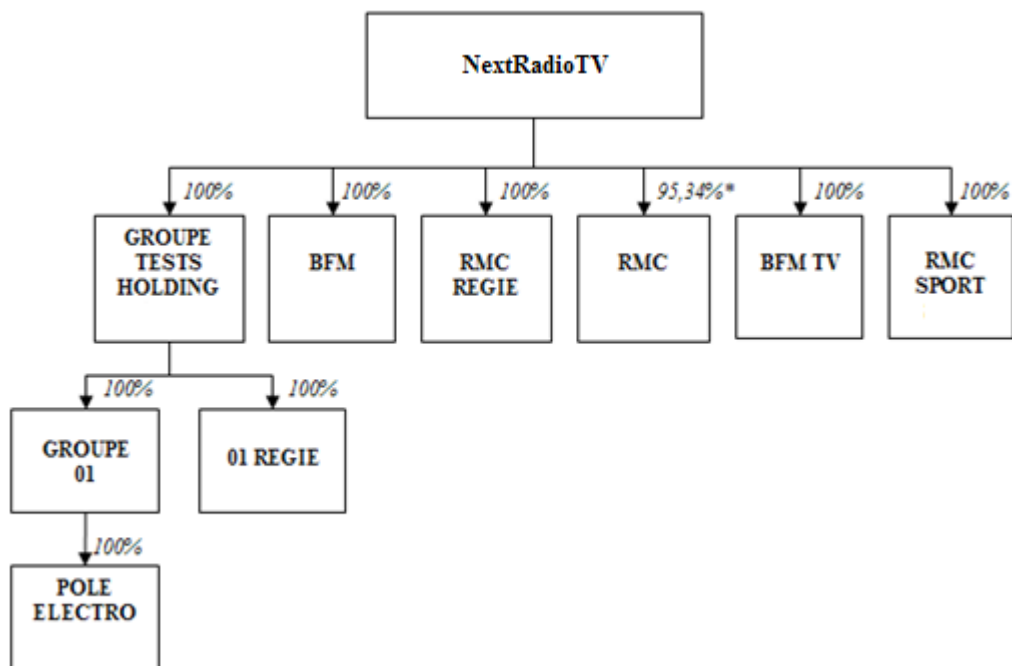 NextRadioTV
100%
100%
100%
95,34%*
100%
100%
GROUPE
TESTS
HOLDING
BFM
RMC
REGIE
RMC
BFM TV
RMC
SPORT
100%
100%
GROUPE
01
01 REGIE
100%
POLE
ELECTRO